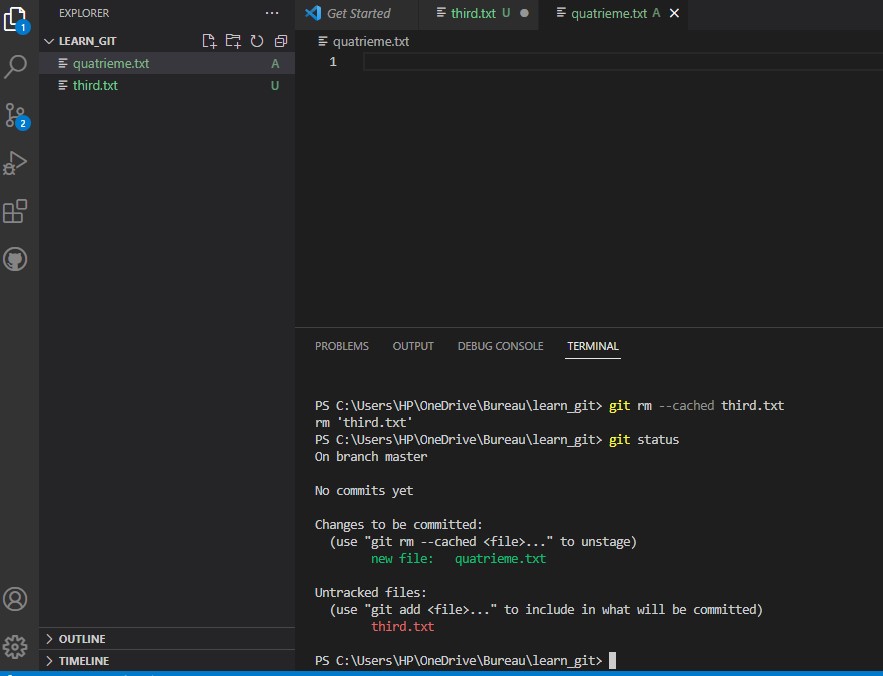 1
2
EXPLORER ...
LEARN_GIT
quatrieme.txt A
third.txt U
OUTLINE
TIMELINE
Get Started
third.txt U
quatrieme.txt A
quatrieme.txt
1
PROBLEMS OUTPUT DEBUG CONSOLE TERMINAL
PS C:\Users\HP\OneDrive\Bureau\learn_git> git rm --cached third.txt
rm 'third.txt'
PS C:\Users\HP\OneDrive\Bureau\learn_git> git status
On branch master
No commits yet
Changes to be committed:
(use "git rm --cached <file>..." to unstage)
new file: quatrieme.txt
Untracked files:
(use "git add <file>..." to include in what will be committed)
third.txt
PS C:\Users\HP\OneDrive\Bureau\learn_git>